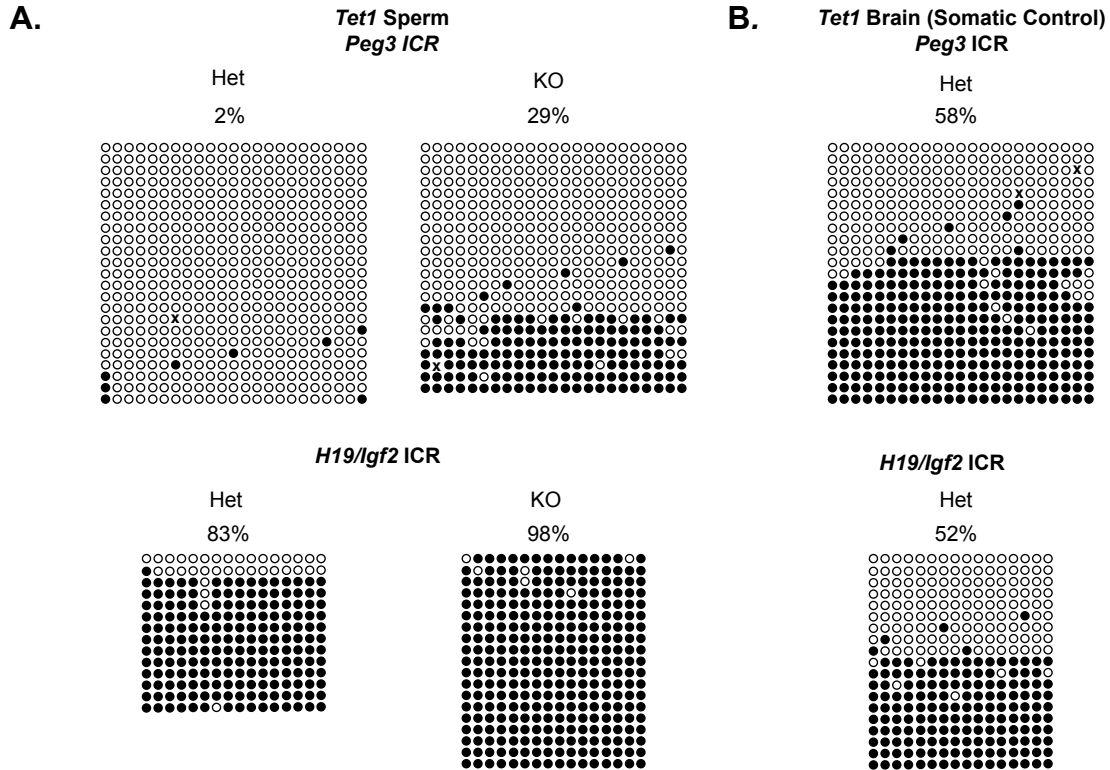 A.
Tet1 Sperm
Peg3 ICR
Het
KO
2%
29%
x
x
H19/Igf2 ICR
Het
KO
83%
98%
B.
Tet1 Brain (Somatic Control)
Peg3 ICR
Het
58%
x
x
H19/Igf2 ICR
Het
52%